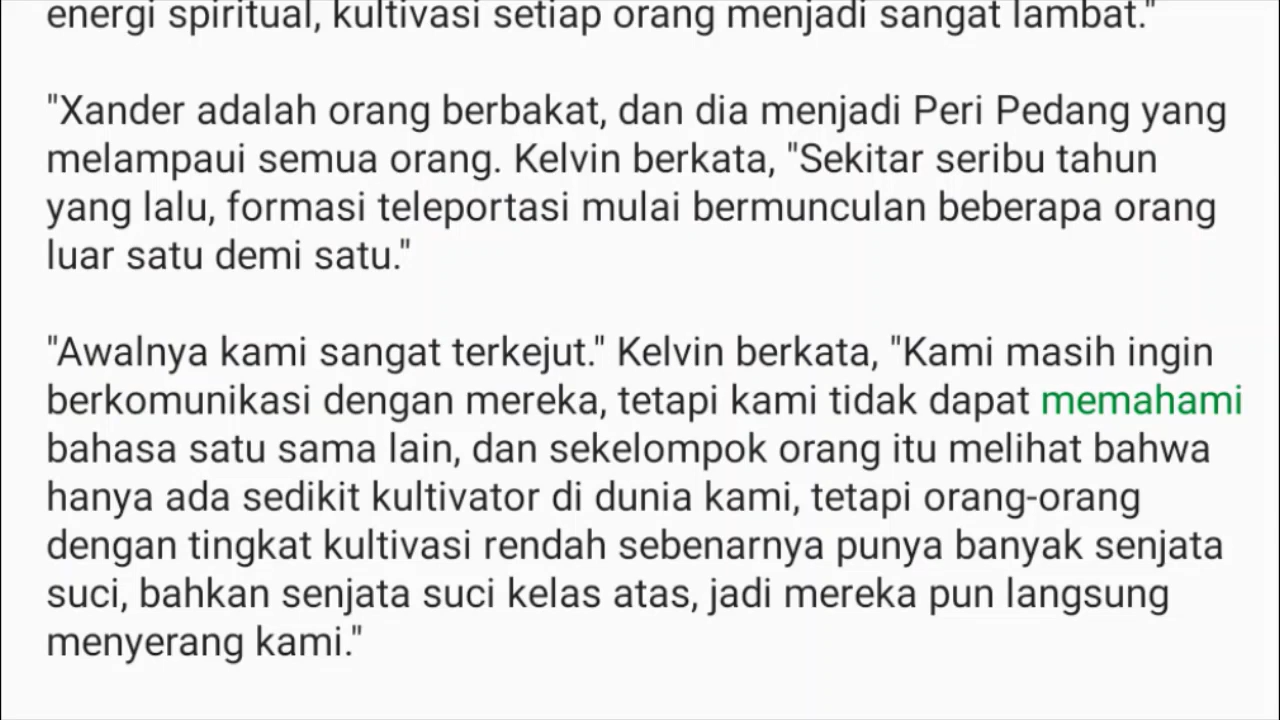 energi spiritual, kultivasi setiap orang menjadi sangat lambat."
"Xander adalah orang berbakat, dan dia menjadi Peri Pedang yang
melampaui semua orang. Kelvin berkata, "Sekitar seribu tahun
yang lalu, formasi teleportasi mulai bermunculan beberapa orang
luar satu demi satu."
"Awalnya kami sangat terkejut." Kelvin berkata, "Kami masih ingin
berkomunikasi dengan mereka, tetapi kami tidak dapat memahami
bahasa satu sama lain, dan sekelompok orang itu melihat bahwa
hanya ada sedikit kultivator di dunia kami, tetapi orang-orang
dengan tingkat kultivasi rendah sebenarnya punya banyak senjata
suci, bahkan senjata suci kelas atas, jadi mereka pun langsung
menyerang kami."